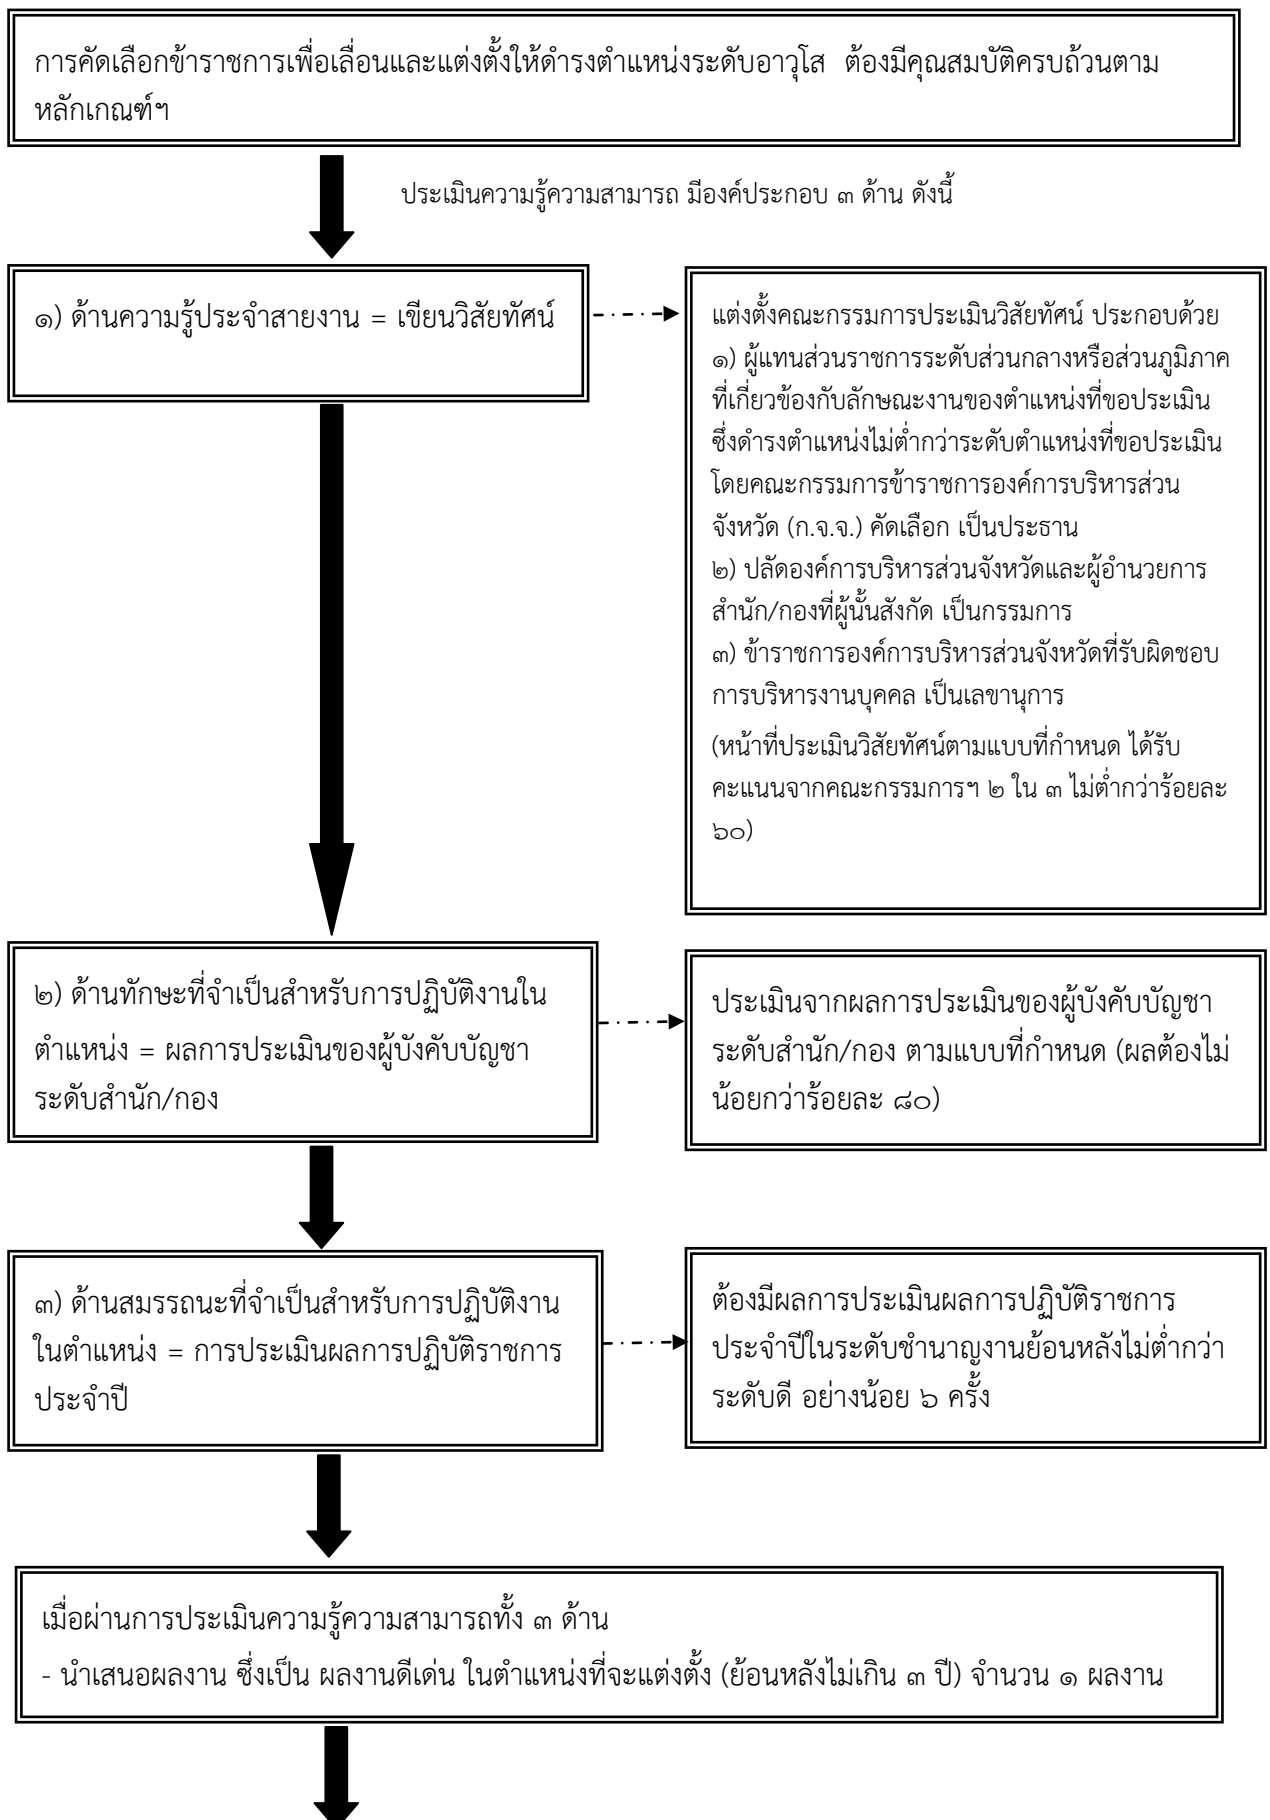 การคัดเลือกข้าราชการเพื่อเลื่อนและแต่งตั้งให้ดำรงตำแหน่งระดับอาวุโส  ต้องมีคุณสมบัติครบถ้วนตาม
หลักเกณฑ์ฯ
ประเมินความรู้ความสามารถ มีองค์ประกอบ ๓ ด้าน ดังนี้
๑) ด้านความรู้ประจำสายงาน = เขียนวิสัยทัศน์
แต่งตั้งคณะกรรมการประเมินวิสัยทัศน์ ประกอบด้วย
๑) ผู้แทนส่วนราชการระดับส่วนกลางหรือส่วนภูมิภาค
ที่เกี่ยวข้องกับลักษณะงานของตำแหน่งที่ขอประเมิน
ซึ่งดำรงตำแหน่งไม่ต่ำกว่าระดับตำแหน่งที่ขอประเมิน
โดยคณะกรรมการข้าราชการองค์การบริหารส่วน
จังหวัด (ก.จ.จ.) คัดเลือก เป็นประธาน
๒) ปลัดองค์การบริหารส่วนจังหวัดและผู้อำนวยการ
สำนัก/กองที่ผู้นั้นสังกัด เป็นกรรมการ
๓) ข้าราชการองค์การบริหารส่วนจังหวัดที่รับผิดชอบ
การบริหารงานบุคคล เป็นเลขานุการ
(หน้าที่ประเมินวิสัยทัศน์ตามแบบที่กำหนด ได้รับ
คะแนนจากคณะกรรมการฯ ๒ ใน ๓ ไม่ต่ำกว่าร้อยละ
๖๐)
๒) ด้านทักษะที่จำเป็นสำหรับการปฏิบัติงานใน
ตำแหน่ง = ผลการประเมินของผู้บังคับบัญชา
ระดับสำนัก/กอง
ประเมินจากผลการประเมินของผู้บังคับบัญชา
ระดับสำนัก/กอง ตามแบบที่กำหนด (ผลต้องไม่
น้อยกว่าร้อยละ ๘๐)
๓) ด้านสมรรถนะที่จำเป็นสำหรับการปฏิบัติงาน
ในตำแหน่ง = การประเมินผลการปฏิบัติราชการ
ประจำปี
ต้องมีผลการประเมินผลการปฏิบัติราชการ
ประจำปีในระดับชำนาญงานย้อนหลังไม่ต่ำกว่า
ระดับดี อย่างน้อย ๖ ครั้ง
เมื่อผ่านการประเมินความรู้ความสามารถทั้ง ๓ ด้าน
- นำเสนอผลงาน ซึ่งเป็น ผลงานดีเด่น ในตำแหน่งที่จะแต่งตั้ง (ย้อนหลังไม่เกิน ๓ ปี) จำนวน ๑ ผลงาน